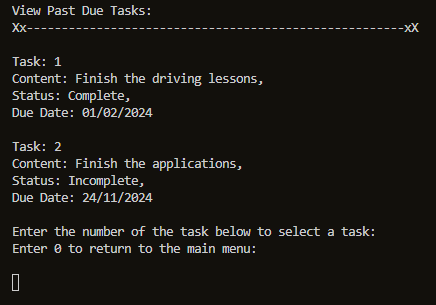 View Past Due Tasks:
Xx------------------------------------------------------xX
Task: 1
Content: Finish the driving lessons,
Status: Complete,
Due Date: 01/02/2024
Task: 2
Content: Finish the applications,
Status: Incomplete,
Due Date: 24/11/2024
Enter the number of the task below to select a task:
Enter 0 to return to the main menu: